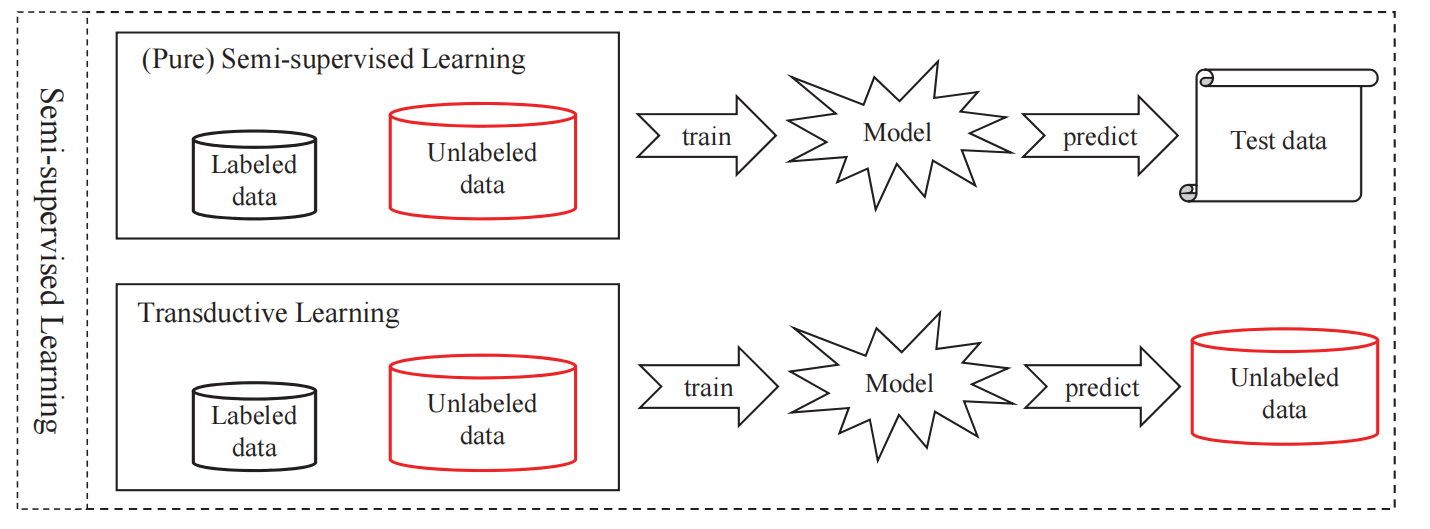 Semi-supervised Learning
(Pure) Semi-supervised Learning
Labeled
data
Unlabeled
data
train
Model
predict
Test data
Transductive Learning
Labeled
data
Unlabeled
data
train
Model
predict
Unlabeled
data